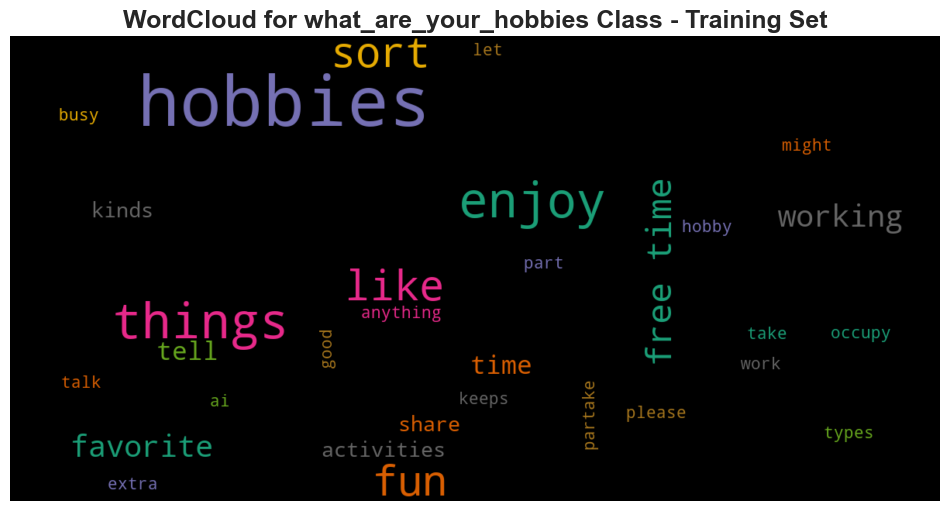 WordCloud for what_are_your_hobbies Class - Training Set
sort
let
hobbies
busy
might
kinds
enjoy
free time
hobby
working
part
like
anything
things
tell
good
time
take
occupy
work
talk
ai
keeps
partake
please
share
types
favorite
activities
extra
fun